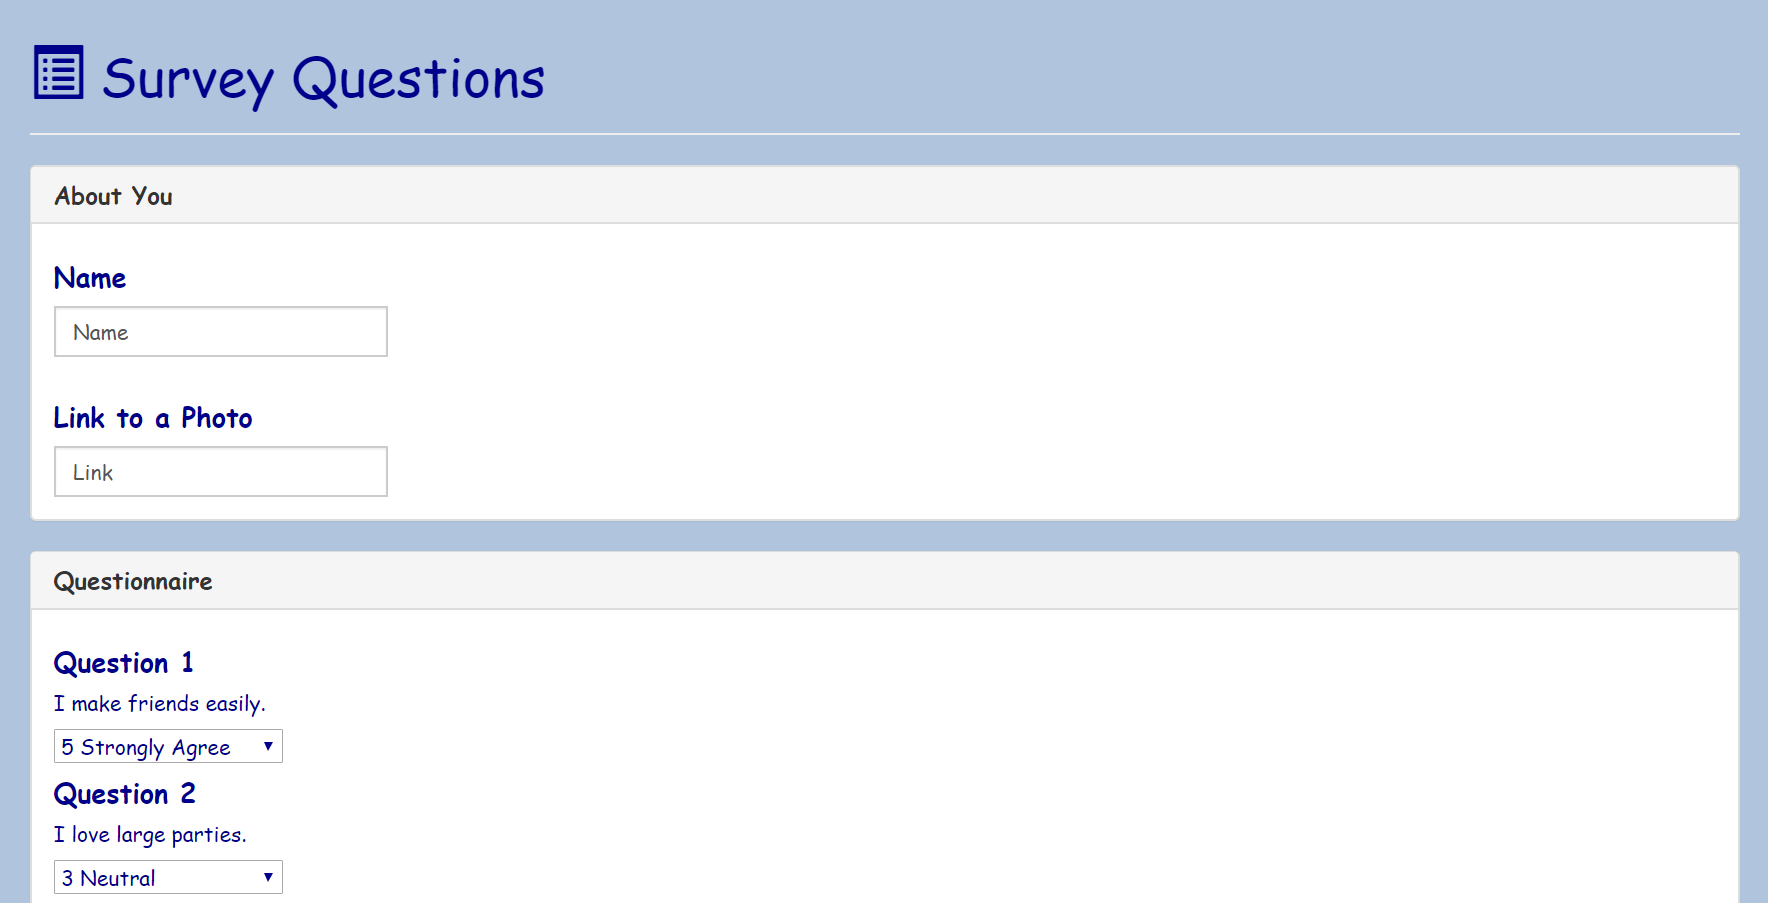 Survey Questions
About You
Name
Name
Link to a Photo
Link
Questionnaire
Question 1
I make friends easily.
5 Strongly Agree
Question 2
I love large parties.
3 Neutral